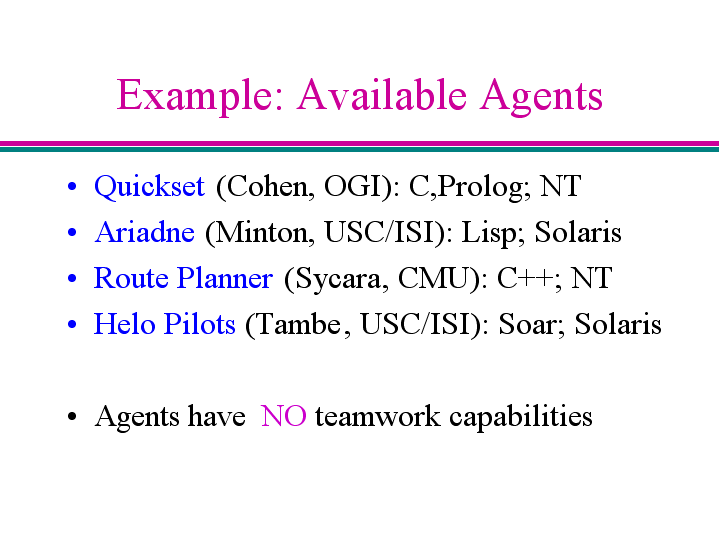 Example: Available Agents
• Quickset (Cohen, OGI): C,Prolog; NT
• Ariadne (Minton, USC/ISI): Lisp; Solaris
• Route Planner (Sycara, CMU): C++; NT
• Helo Pilots (Tambe, USC/ISI): Soar; Solaris
• Agents have NO teamwork capabilities